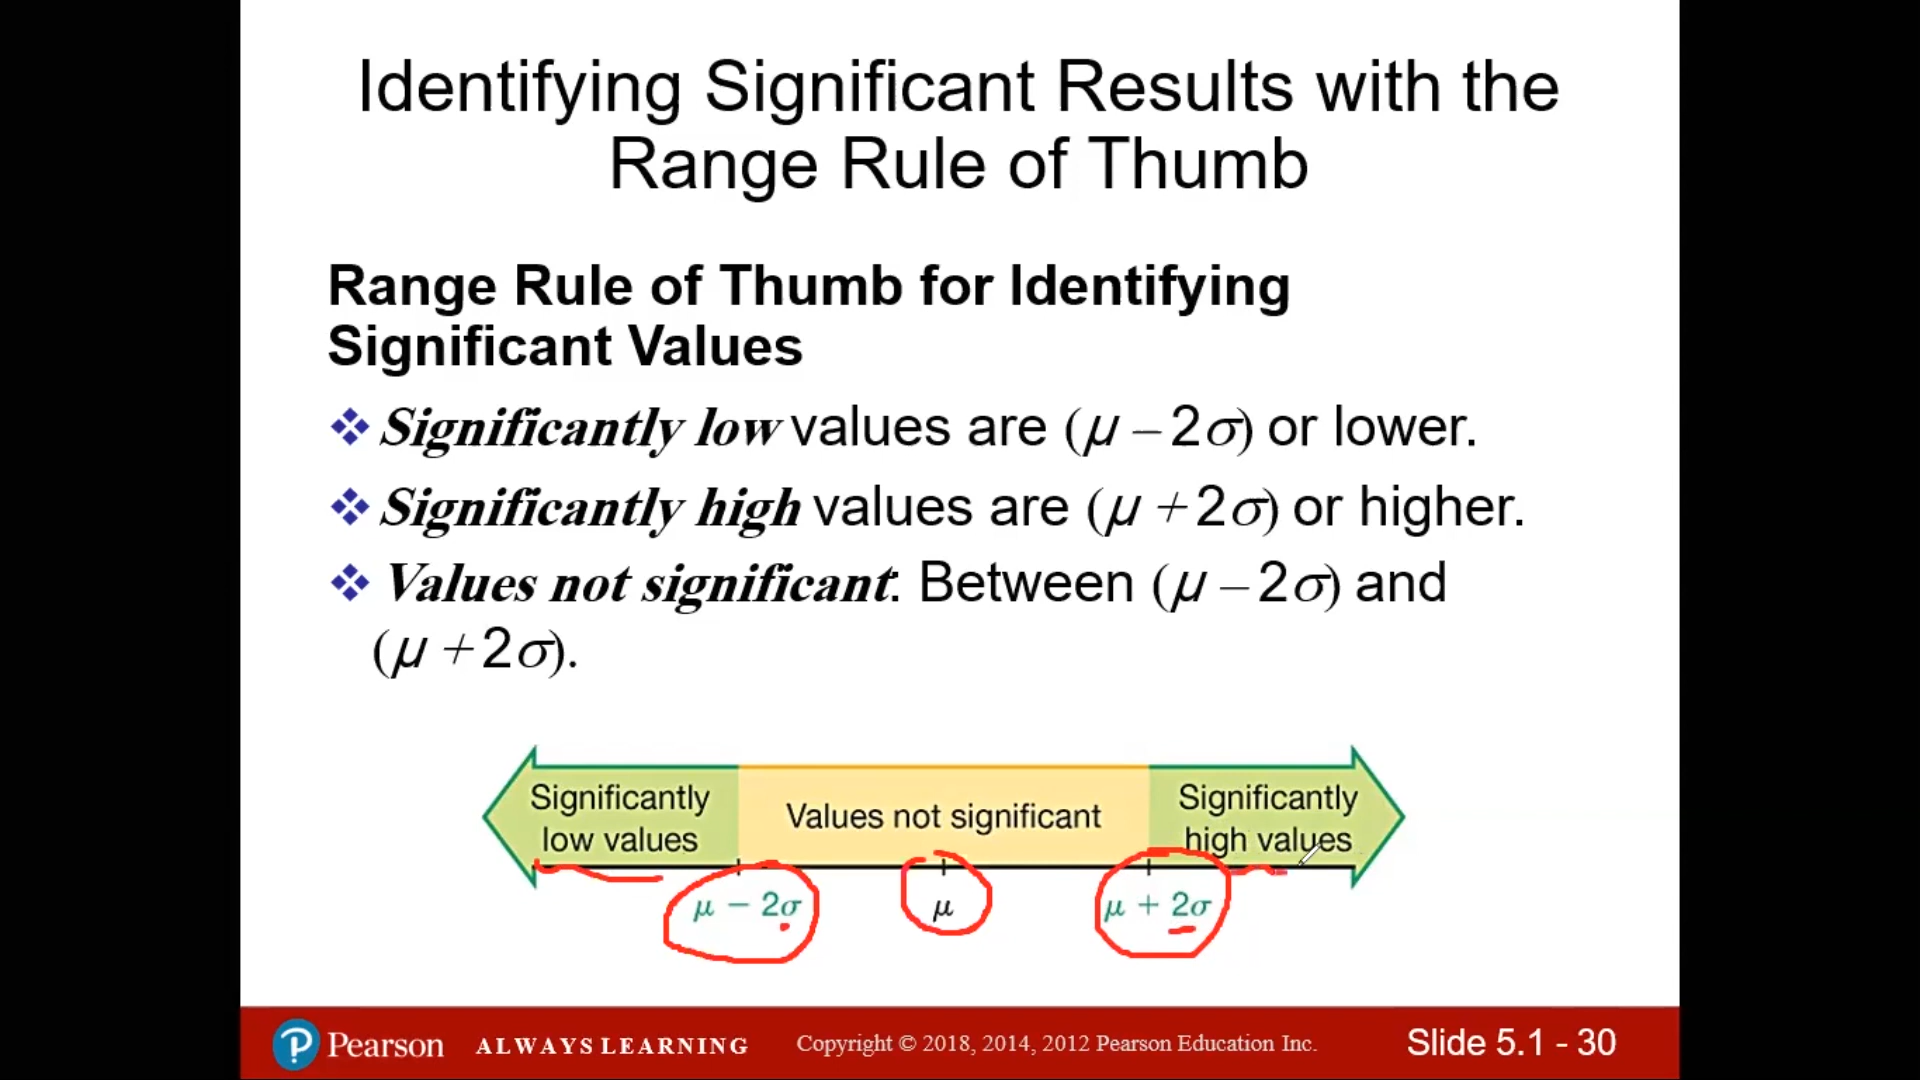 Identifying Significant Results with the
Range Rule of Thumb
Range Rule of Thumb for Identifying
Significant Values
❖ Significantly low values are (μ – 2σ) or lower.
❖ Significantly high values are (μ + 2σ) or higher.
❖ Values not significant: Between (μ – 2σ) and
(μ + 2σ).
Significantly
low values
Values not significant
Significantly
high values
μ − 2σ
μ
μ + 2σ
Pearson
ALWAYS LEARNING
Copyright © 2018, 2014, 2012 Pearson Education Inc.
Slide 5.1 - 30